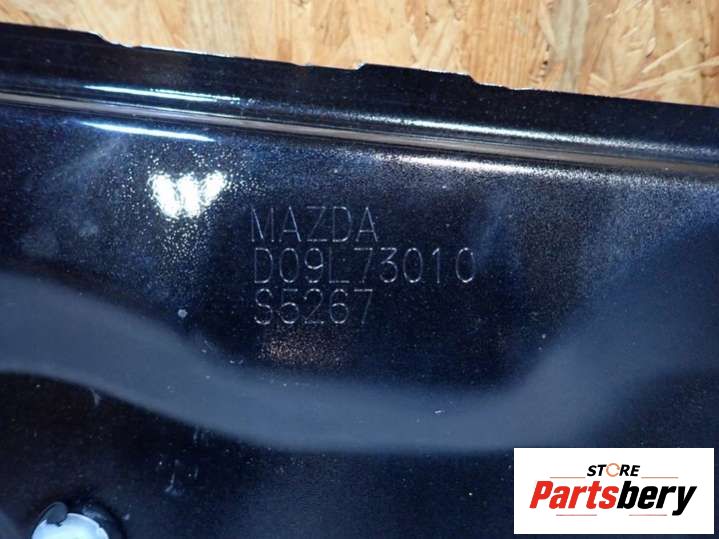 MAZDA
D09L73010
S5267
STORE
Partsbery